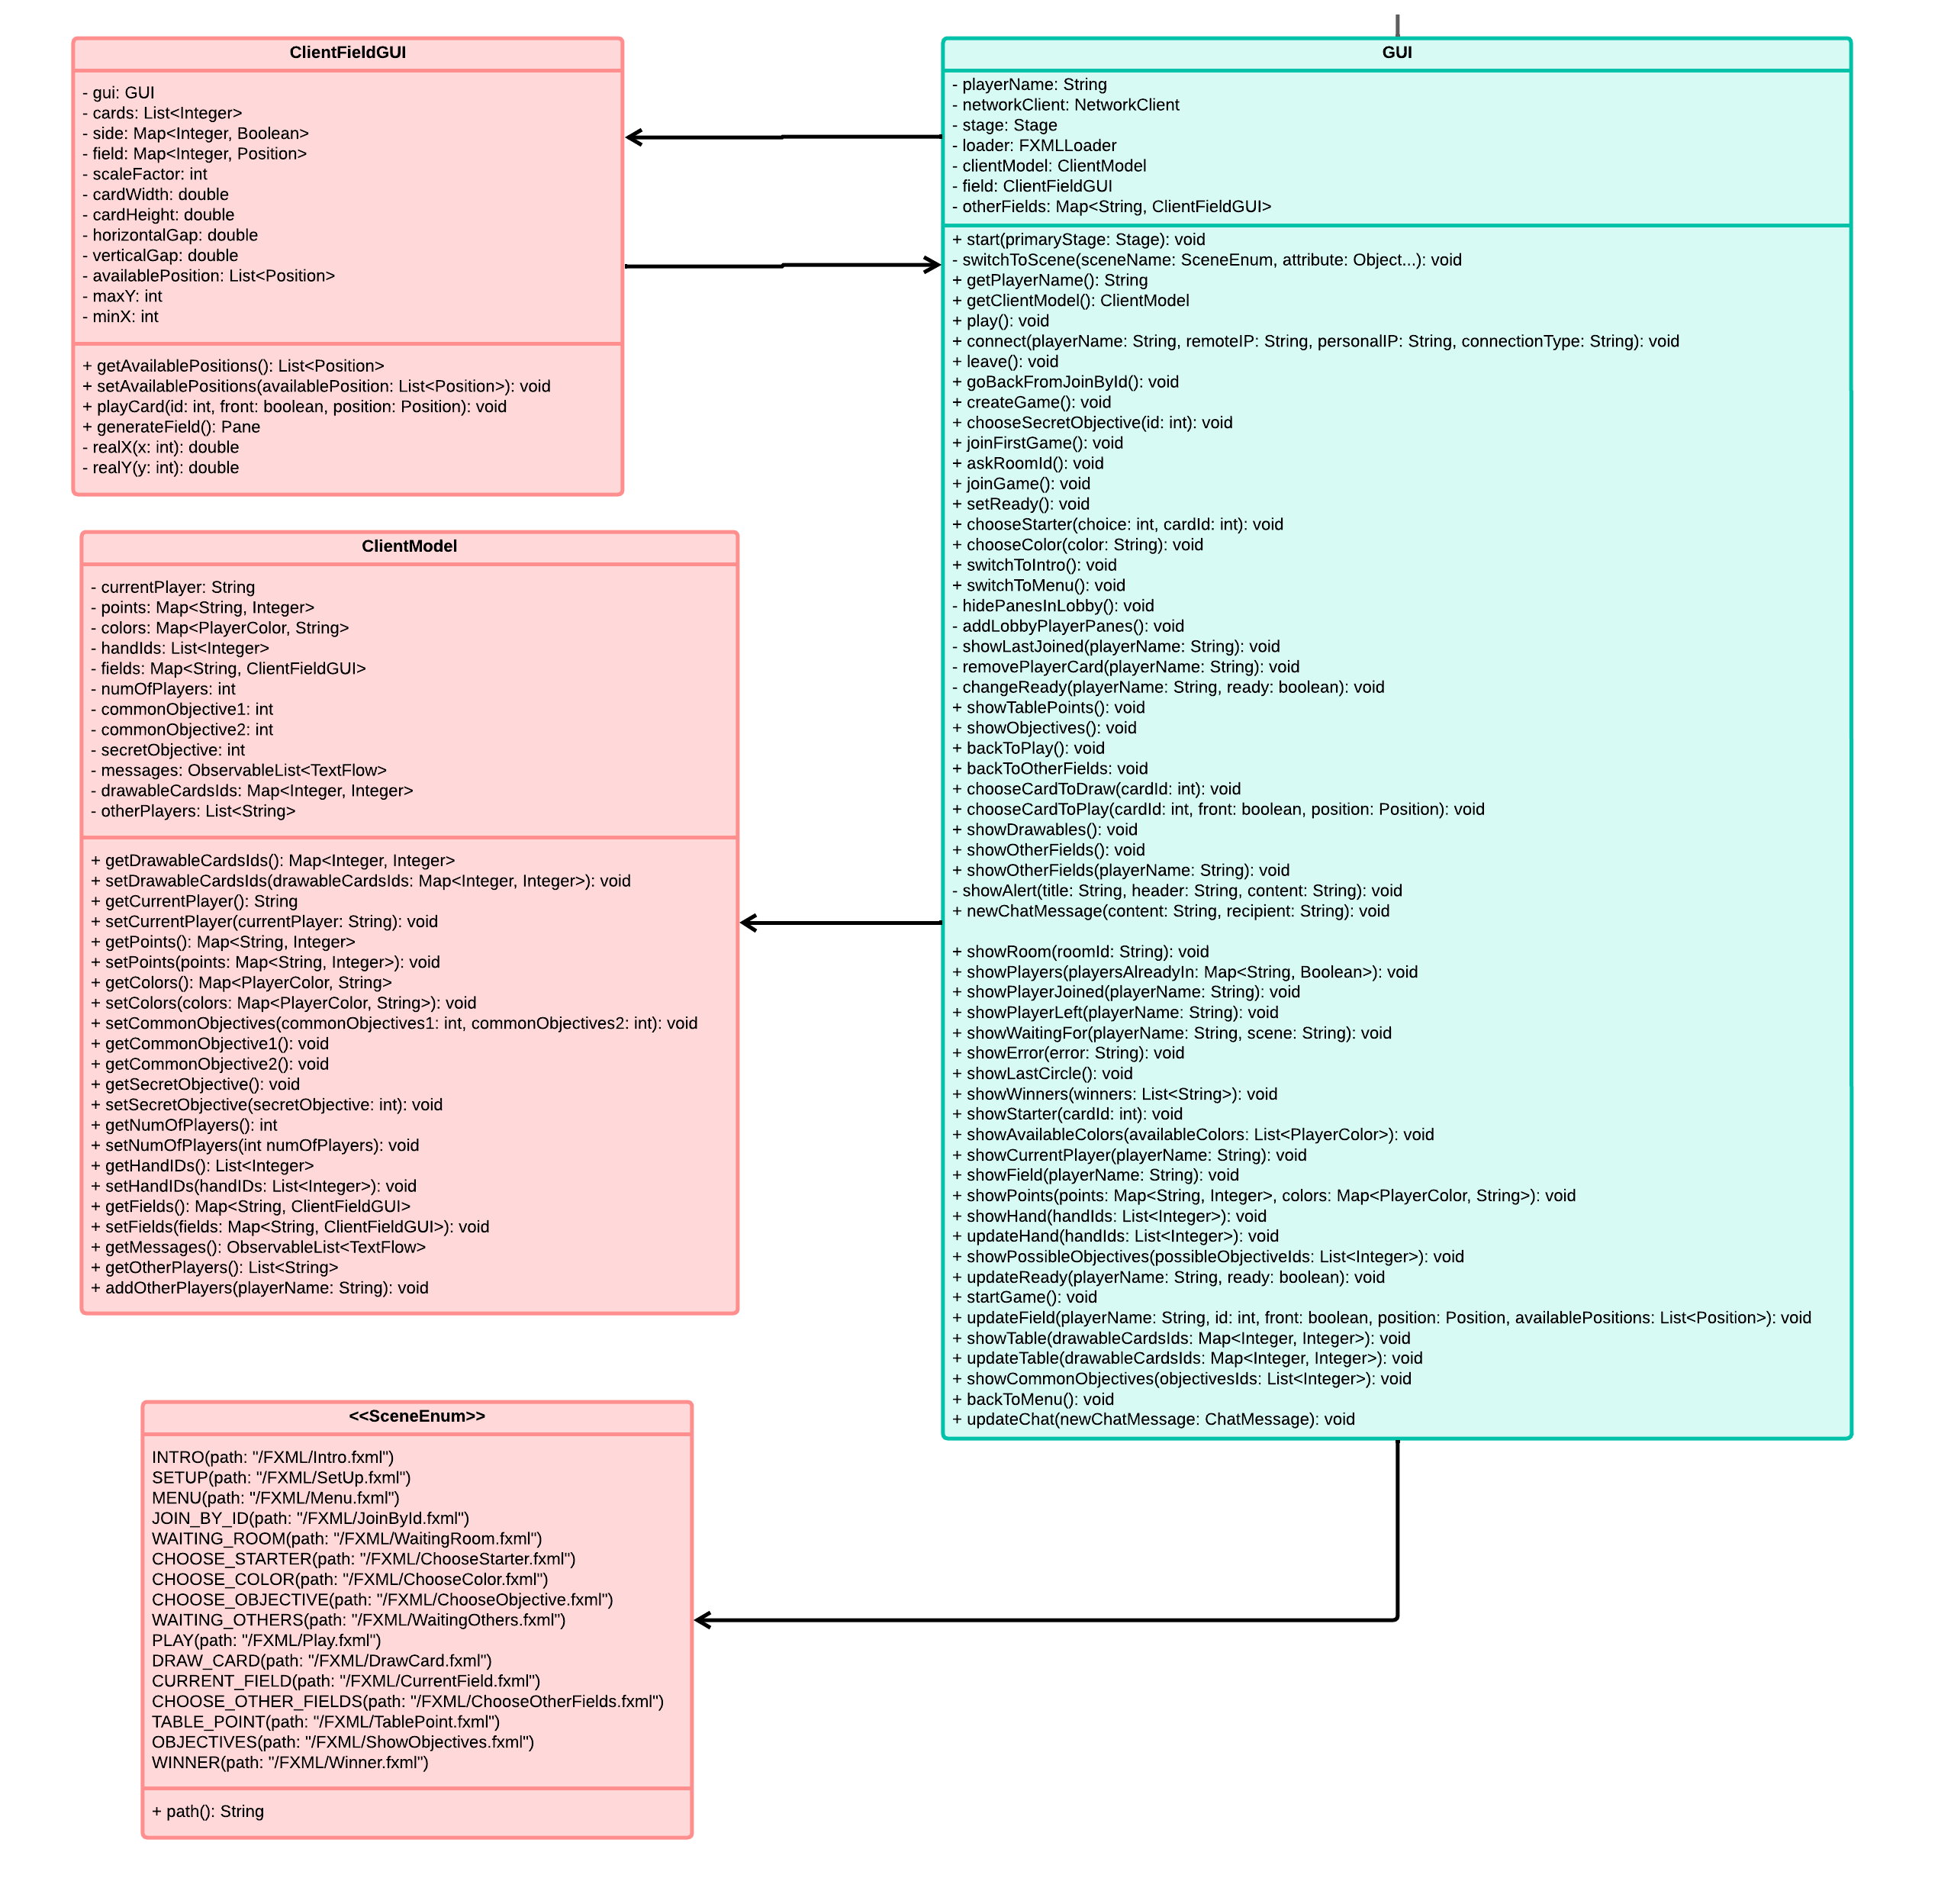 ClientFieldGUI
- gui: GUI
- cards: List<Integer>
- side: Map<Integer, Boolean>
- field: Map<Integer, Position>
- scaleFactor: int
- cardWidth: double
- cardHeight: double
- horizontalGap: double
- verticalGap: double
- availablePosition: List<Position>
- maxY: int
- minX: int
+ getAvailablePositions(): List<Position>
+ setAvailablePositions(availablePosition: List<Position>): void
+ playCard(id: int, front: boolean, position: Position): void
+ generateField(): Pane
- realX(x: int): double
- realY(y: int): double
ClientModel
- currentPlayer: String
- points: Map<String, Integer>
- colors: Map<PlayerColor, String>
- handIds: List<Integer>
- fields: Map<String, ClientFieldGUI>
- numOfPlayers: int
- commonObjective1: int
- commonObjective2: int
- secretObjective: int
- messages: ObservableList<TextFlow>
- drawableCardsIds: Map<Integer, Integer>
- otherPlayers: List<String>
+ getDrawableCardsIds(): Map<Integer, Integer>
+ setDrawableCardsIds(drawableCardsIds: Map<Integer, Integer>): void
+ getCurrentPlayer(): String
+ setCurrentPlayer(currentPlayer: String): void
+ getPoints(): Map<String, Integer>
+ setPoints(points: Map<String, Integer>): void
+ getColors(): Map<PlayerColor, String>
+ setColors(colors: Map<PlayerColor, String>): void
+ setCommonObjectives(commonObjectives1: int, commonObjectives2: int): void
+ getCommonObjective1(): void
+ getCommonObjective2(): void
+ getSecretObjective(): void
+ setSecretObjective(secretObjective: int): void
+ getNumOfPlayers(): int
+ setNumOfPlayers(int numOfPlayers): void
+ getHandIDs(): List<Integer>
+ setHandIDs(handIDs: List<Integer>): void
+ getFields(): Map<String, ClientFieldGUI>
+ setFields(fields: Map<String, ClientFieldGUI>): void
+ getMessages(): ObservableList<TextFlow>
+ getOtherPlayers(): List<String>
+ addOtherPlayers(playerName: String): void
<<SceneEnum>>
INTRO(path: "/FXML/Intro.fxml")
SETUP(path: "/FXML/SetUp.fxml")
MENU(path: "/FXML/Menu.fxml")
JOIN_BY_ID(path: "/FXML/JoinById.fxml")
WAITING_ROOM(path: "/FXML/WaitingRoom.fxml")
CHOOSE_STARTER(path: "/FXML/ChooseStarter.fxml")
CHOOSE_COLOR(path: "/FXML/ChooseColor.fxml")
CHOOSE_OBJECTIVE(path: "/FXML/ChooseObjective.fxml")
WAITING_OTHERS(path: "/FXML/WaitingOthers.fxml")
PLAY(path: "/FXML/Play.fxml")
DRAW_CARD(path: "/FXML/DrawCard.fxml")
CURRENT_FIELD(path: "/FXML/CurrentField.fxml")
CHOOSE_OTHER_FIELDS(path: "/FXML/ChooseOtherFields.fxml")
TABLE_POINT(path: "/FXML/TablePoint.fxml")
OBJECTIVES(path: "/FXML/ShowObjectives.fxml")
WINNER(path: "/FXML/Winner.fxml")
+ path(): String
GUI
- playerName: String
- networkClient: NetworkClient
- stage: Stage
- loader: FXMLLoader
- clientModel: ClientModel
- field: ClientFieldGUI
- otherFields: Map<String, ClientFieldGUI>
+ start(primaryStage: Stage): void
- switchToScene(sceneName: SceneEnum, attribute: Object...): void
+ getPlayerName(): String
+ getClientModel(): ClientModel
+ play(): void
+ connect(playerName: String, remoteIP: String, personalIP: String, connectionType: String): void
+ leave(): void
+ goBackFromJoinById(): void
+ createGame(): void
+ chooseSecretObjective(id: int): void
+ joinFirstGame(): void
+ askRoomId(): void
+ joinGame(): void
+ setReady(): void
+ chooseStarter(choice: int, cardId: int): void
+ chooseColor(color: String): void
+ switchToIntro(): void
+ switchToMenu(): void
- hidePanesInLobby(): void
- addLobbyPlayerPanes(): void
- showLastJoined(playerName: String): void
- removePlayerCard(playerName: String): void
- changeReady(playerName: String, ready: boolean): void
+ showTablePoints(): void
+ showObjectives(): void
+ backToPlay(): void
+ backToOtherFields: void
+ chooseCardToDraw(cardId: int): void
+ chooseCardToPlay(cardId: int, front: boolean, position: Position): void
+ showDrawables(): void
+ showOtherFields(): void
+ showOtherFields(playerName: String): void
- showAlert(title: String, header: String, content: String): void
+ newChatMessage(content: String, recipient: String): void
+ showRoom(roomId: String): void
+ showPlayers(playersAlreadyIn: Map<String, Boolean>): void
+ showPlayerJoined(playerName: String): void
+ showPlayerLeft(playerName: String): void
+ showWaitingFor(playerName: String, scene: String): void
+ showError(error: String): void
+ showLastCircle(): void
+ showWinners(winners: List<String>): void
+ showStarter(cardId: int): void
+ showAvailableColors(availableColors: List<PlayerColor>): void
+ showCurrentPlayer(playerName: String): void
+ showField(playerName: String): void
+ showPoints(points: Map<String, Integer>, colors: Map<PlayerColor, String>): void
+ showHand(handIds: List<Integer>): void
+ updateHand(handIds: List<Integer>): void
+ showPossibleObjectives(possibleObjectiveIds: List<Integer>): void
+ updateReady(playerName: String, ready: boolean): void
+ startGame(): void
+ updateField(playerName: String, id: int, front: boolean, position: Position, availablePositions: List<Position>): void
+ showTable(drawableCardsIds: Map<Integer, Integer>): void
+ updateTable(drawableCardsIds: Map<Integer, Integer>): void
+ showCommonObjectives(objectivesIds: List<Integer>): void
+ backToMenu(): void
+ updateChat(newChatMessage: ChatMessage): void